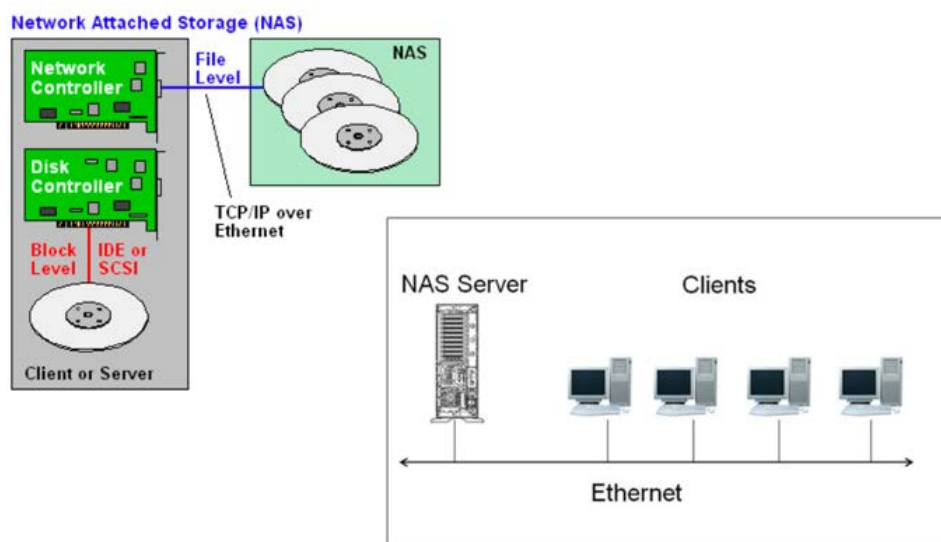 Network Attached Storage (NAS)
Network
Controller
File
Level
NAS
Disk
Controller
TCP/IP over
Ethernet
Block
Level
IDE or
SCSI
Client or Server
NAS Server
Clients
Ethernet